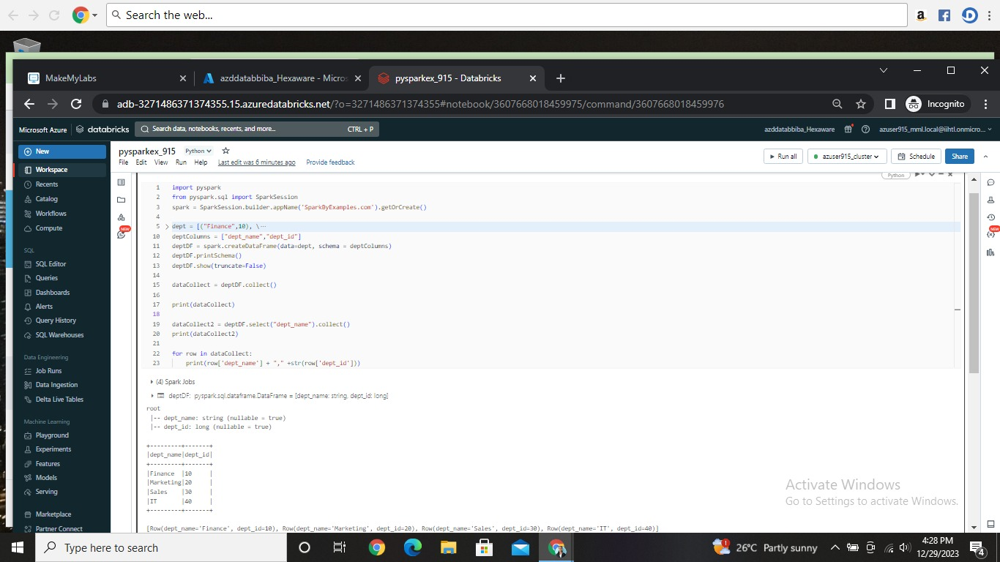 Search the web...
MakeMyLabs
azddatabbiba_Hexaware - Micros
pysparkex_915 - Databricks
adb-3271486371374355.15.azuredatabricks.net/?o=3271486371374355#notebook/3607668018459975/command/3607668018459976
Incognito
Microsoft Azure
databricks
Search data, notebooks, recents, and more...
CTRL + P
azddatabbiba_Hexaware
azuser915_mml.local@iihtl.onmicro...
New
Workspace
Recents
Catalog
Workflows
Compute
SQL
SQL Editor
Queries
Dashboards
Alerts
Query History
SQL Warehouses
Data Engineering
Job Runs
Data Ingestion
Delta Live Tables
Machine Learning
Playground
Experiments
Features
Models
Serving
Marketplace
Partner Connect
pysparkex_915
Python
File Edit View Run Help Last edit was 6 minutes ago Provide feedback
Run all
azuser915_cluster
Schedule
Share
NEW
NEW
Python
1 import pyspark
2 from pyspark.sql import SparkSession
3 spark = SparkSession.builder.appName('SparkByExamples.com').getOrCreate()
4
5 dept = [("Finance",10), \...
10 deptColumns = ["dept_name","dept_id"]
11 deptDF = spark.createDataFrame(data=dept, schema = deptColumns)
12 deptDF.printSchema()
13 deptDF.show(truncate=False)
14
15 dataCollect = deptDF.collect()
16
17 print(dataCollect)
18
19 dataCollect2 = deptDF.select("dept_name").collect()
20 print(dataCollect2)
21
22 for row in dataCollect:
23 print(row['dept_name'] + "," +str(row['dept_id']))
(4) Spark Jobs
deptDF: pyspark.sql.dataframe.DataFrame = [dept_name: string, dept_id: long]
root
|-- dept_name: string (nullable = true)
|-- dept_id: long (nullable = true)
+---------+-------+
|dept_name|dept_id|
+---------+-------+
|Finance  |10     |
|Marketing|20     |
|Sales    |30     |
|IT       |40     |
+---------+-------+
[Row(dept_name='Finance', dept_id=10), Row(dept_name='Marketing', dept_id=20), Row(dept_name='Sales', dept_id=30), Row(dept_name='IT', dept_id=40)]
Activate Windows
Go to Settings to activate Windows.
Type here to search
1
26°C Partly sunny
4:28 PM
12/29/2023
4